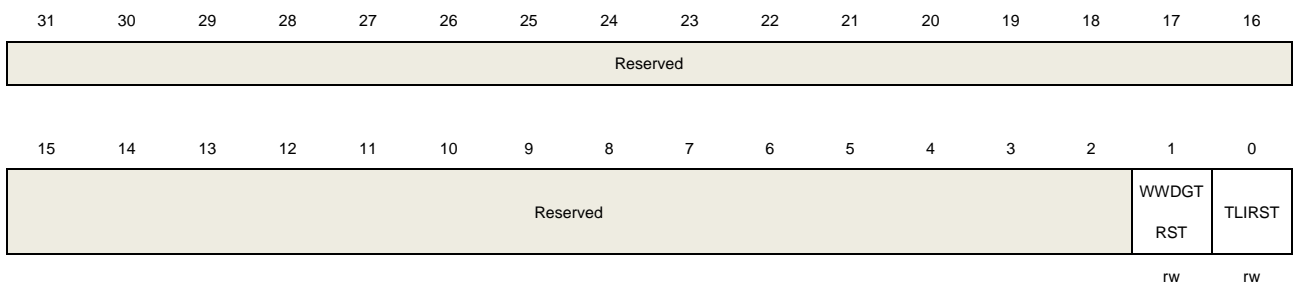 31 30 29 28 27 26 25 24 23 22 21 20 19 18 17 16
Reserved
15 14 13 12 11 10 9 8 7 6 5 4 3 2 1 0
Reserved
WWDGT
RST
TLIRST
rw rw